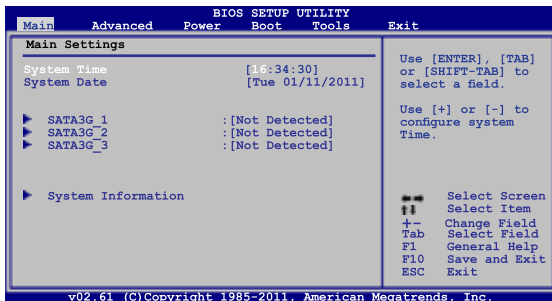 BIOS SETUP UTILITY
Main Advanced Power Boot Tools Exit
Main Settings
System Time [16:34:30]
System Date [Tue 01/11/2011]
SATA3G_1 :[Not Detected]
SATA3G_2 :[Not Detected]
SATA3G_3 :[Not Detected]
System Information
Use [ENTER], [TAB]
or [SHIFT-TAB] to
select a field.
Use [+] or [-] to
configure system
Time.
Select Screen
Select Item
+- Change Field
Tab Select Field
F1 General Help
F10 Save and Exit
ESC Exit
v02.61 (C)Copyright 1985-2011, American Megatrends, Inc.